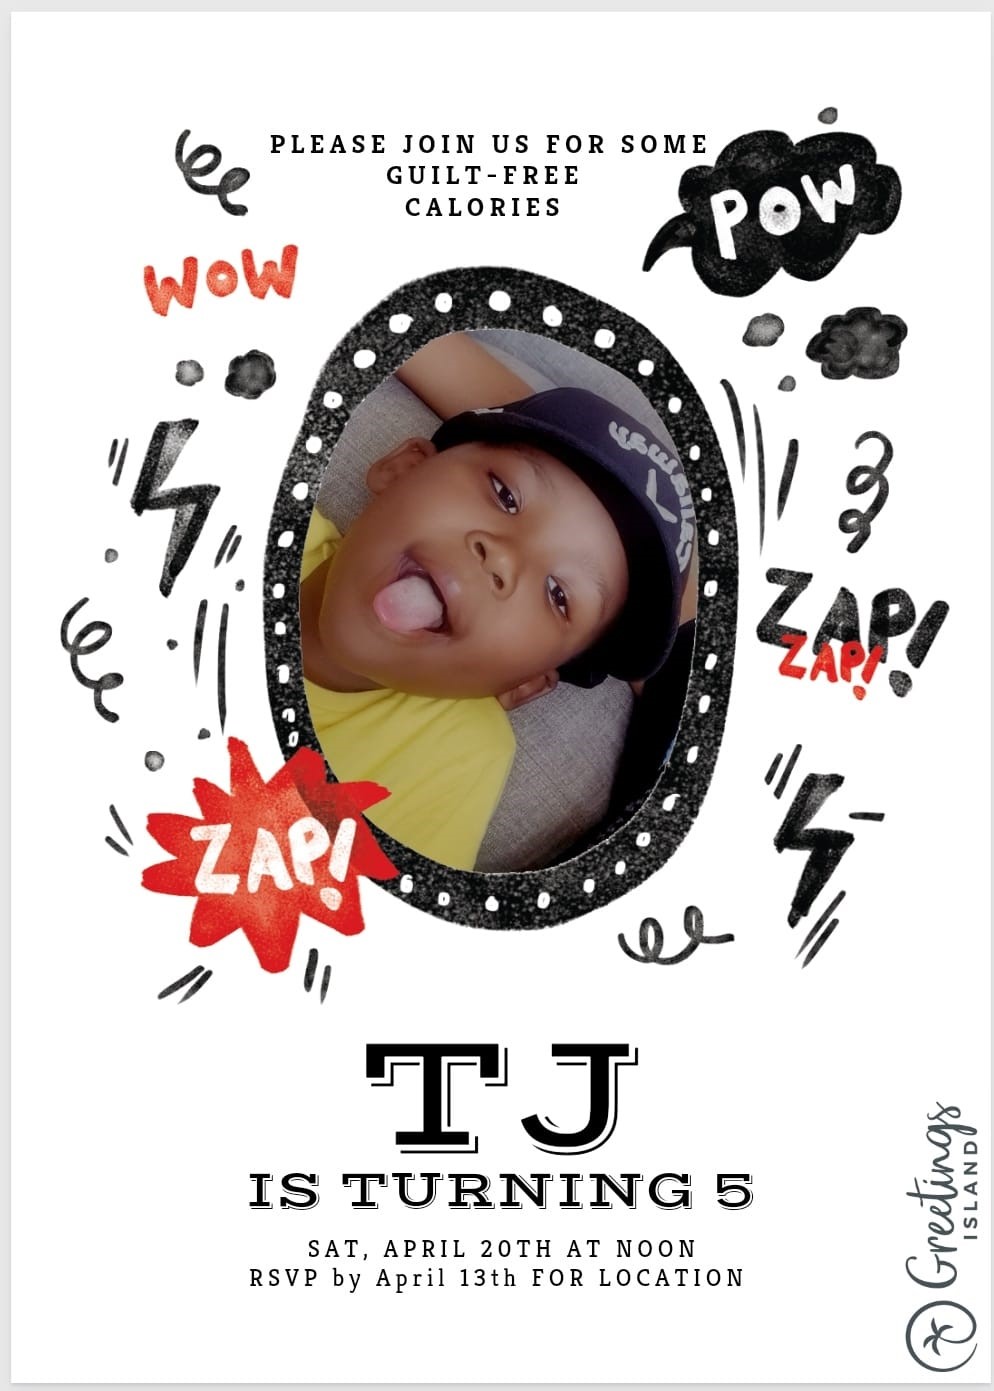 PLEASE JOIN US FOR SOME
GUILT-FREE
CALORIES
POW
WOW
ZAP!
ZAP!
ZAP!
TJ
IS TURNING 5
SAT, APRIL 20TH AT NOON
RSVP by April 13th FOR LOCATION
Greetings
ISLAND